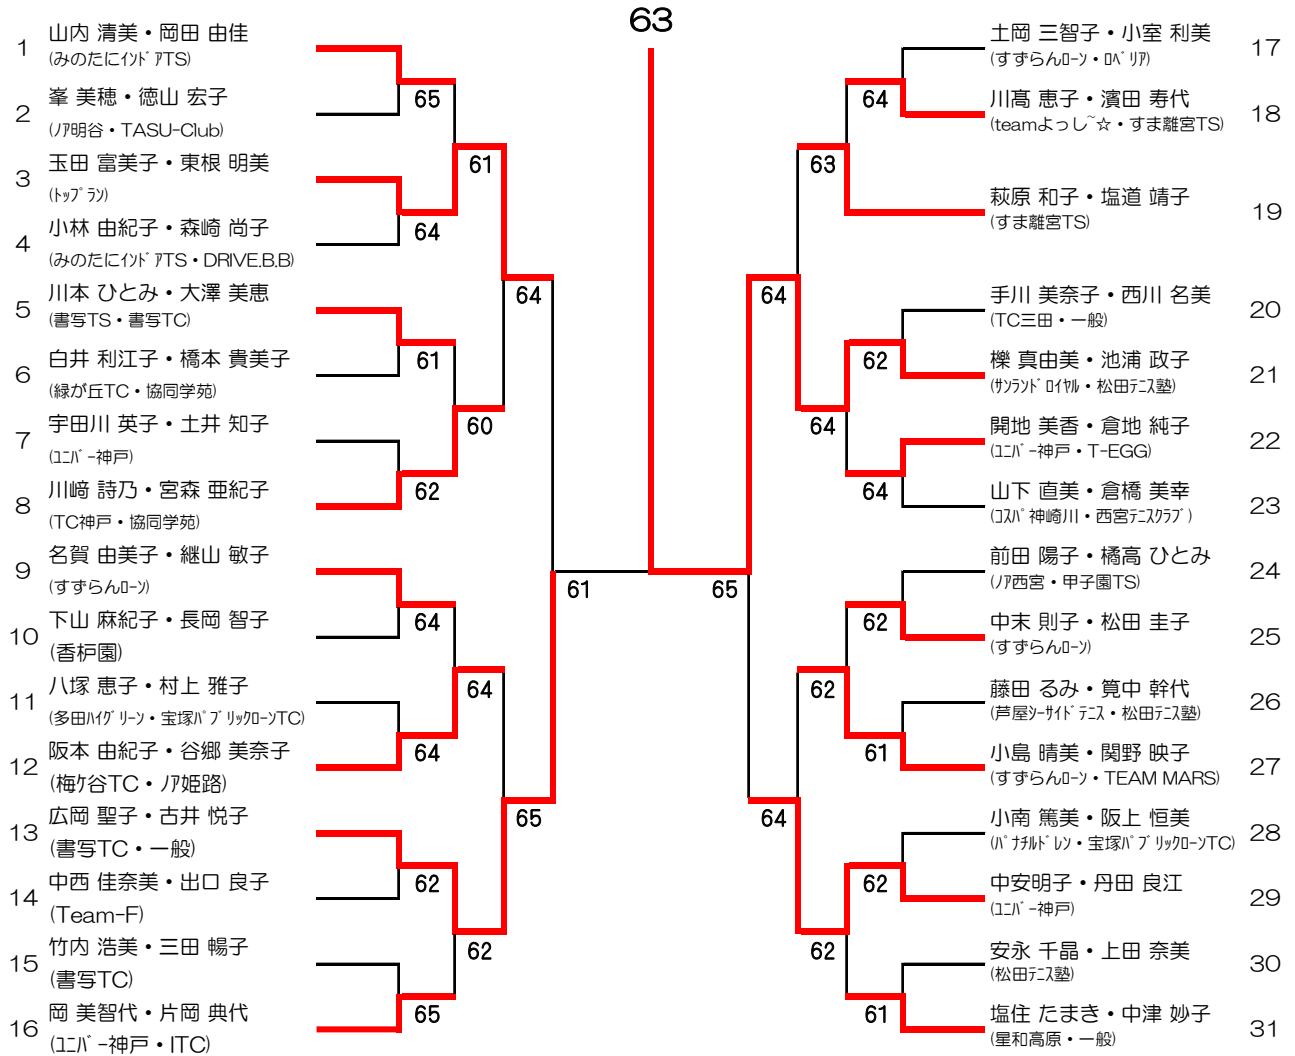 63
1
山内 清美・岡田 由佳
(みのたにｲﾝﾄﾞｱTS)
2
峯 美穂・徳山 宏子
(ﾉｱ明谷・TASU-Club)
3
玉田 富美子・東根 明美
(ﾄｯﾌﾟﾗﾝ)
4
小林 由紀子・森崎 尚子
(みのたにｲﾝﾄﾞｱTS・DRIVE.B.B)
5
川本 ひとみ・大澤 美恵
(書写TS・書写TC)
6
白井 利江子・橋本 貴美子
(緑が丘TC・協同学苑)
7
宇田川 英子・土井 知子
(ﾕﾆﾊﾞｰ神戸)
8
川﨑 詩乃・宮森 亜紀子
(TC神戸・協同学苑)
9
名賀 由美子・継山 敏子
(すずらんﾛｰﾝ)
10
下山 麻紀子・長岡 智子
(香枦園)
11
八塚 恵子・村上 雅子
(多田ﾊｲｸﾞﾘｰﾝ・宝塚ﾊﾟﾌﾞﾘｯｸﾛｰﾝTC)
12
阪本 由紀子・谷郷 美奈子
(梅ケ谷TC・ﾉｱ姫路)
13
広岡 聖子・古井 悦子
(書写TC・一般)
14
中西 佳奈美・出口 良子
(Team-F)
15
竹内 浩美・三田 暢子
(書写TC)
16
岡 美智代・片岡 典代
(ﾕﾆﾊﾞｰ神戸・ITC)
65
64
61
62
64
64
62
65
61
60
64
62
64
65
61
65
64
64
63
64
62
62
62
64
62
64
62
61
62
61
土岡 三智子・小室 利美
(すずらんﾛｰﾝ・ﾛﾍﾞﾘｱ)
17
川髙 恵子・濱田 寿代
(teamよっし~☆・すま離宮TS)
18
萩原 和子・塩道 靖子
(すま離宮TS)
19
手川 美奈子・西川 名美
(TC三田・一般)
20
櫟 真由美・池浦 政子
(ｻﾝﾗﾝﾄﾞﾛｲﾔﾙ・松田ﾃﾆｽ塾)
21
開地 美香・倉地 純子
(ﾕﾆﾊﾞｰ神戸・T-EGG)
22
山下 直美・倉橋 美幸
(ｺｽﾊﾟ神崎川・西宮ﾃﾆｽｸﾗﾌﾞ)
23
前田 陽子・橘高 ひとみ
(ﾉｱ西宮・甲子園TS)
24
中末 則子・松田 圭子
(すずらんﾛｰﾝ)
25
藤田 るみ・筧中 幹代
(芦屋ｼｰｻｲﾄﾞﾃﾆｽ・松田ﾃﾆｽ塾)
26
小島 晴美・関野 映子
(すずらんﾛｰﾝ・TEAM MARS)
27
小南 篤美・阪上 恒美
(ﾊﾟﾅﾁﾙﾄﾞﾚﾝ・宝塚ﾊﾟﾌﾞﾘｯｸﾛｰﾝTC)
28
中安明子・丹田 良江
(ﾕﾆﾊﾞｰ神戸)
29
安永 千晶・上田 奈美
(松田ﾃﾆｽ塾)
30
塩住 たまき・中津 妙子
(星和高原・一般)
31